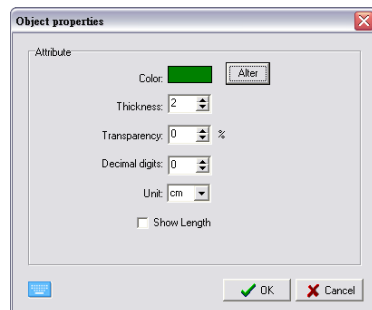 Object properties
Attribute
Color: Alter
Thickness: 2
Transparency: 0 %
Decimal digits: 0
Unit: cm
Show Length
OK Cancel